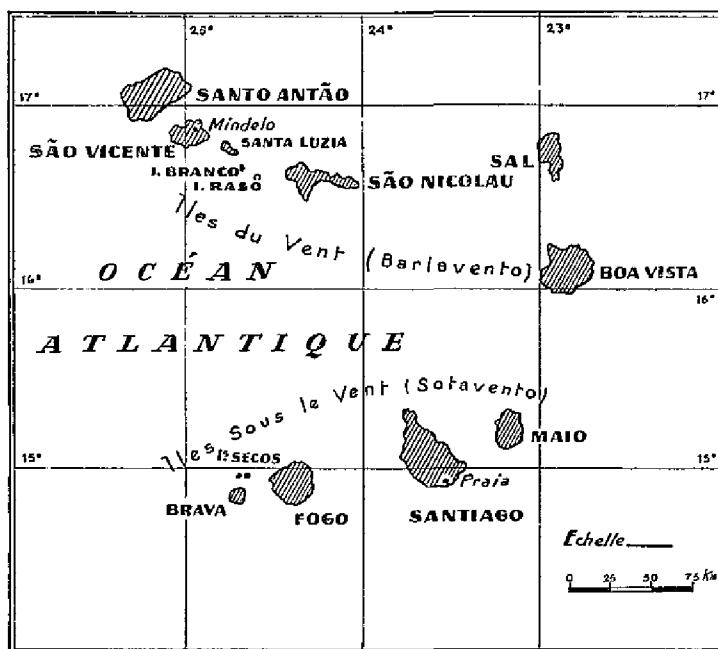 25° 24° 23°
17° 17°
SANTO ANTÃO
Mindelo
SÃO VICENTE
SANTA LUZIA
I. BRANCO
I. RASO
SÃO NICOLAU
SAL
Iles du Vent (Barlavento)
OCÉAN
BOA VISTA
16° 16°
ATLANTIQUE
Iles Sous le Vent (Sotavento)
MAIO
Is SECOS
15° 15°
Praia
BRAVA
FOGO
SANTIAGO
Echelle
0 25 50 75 Km